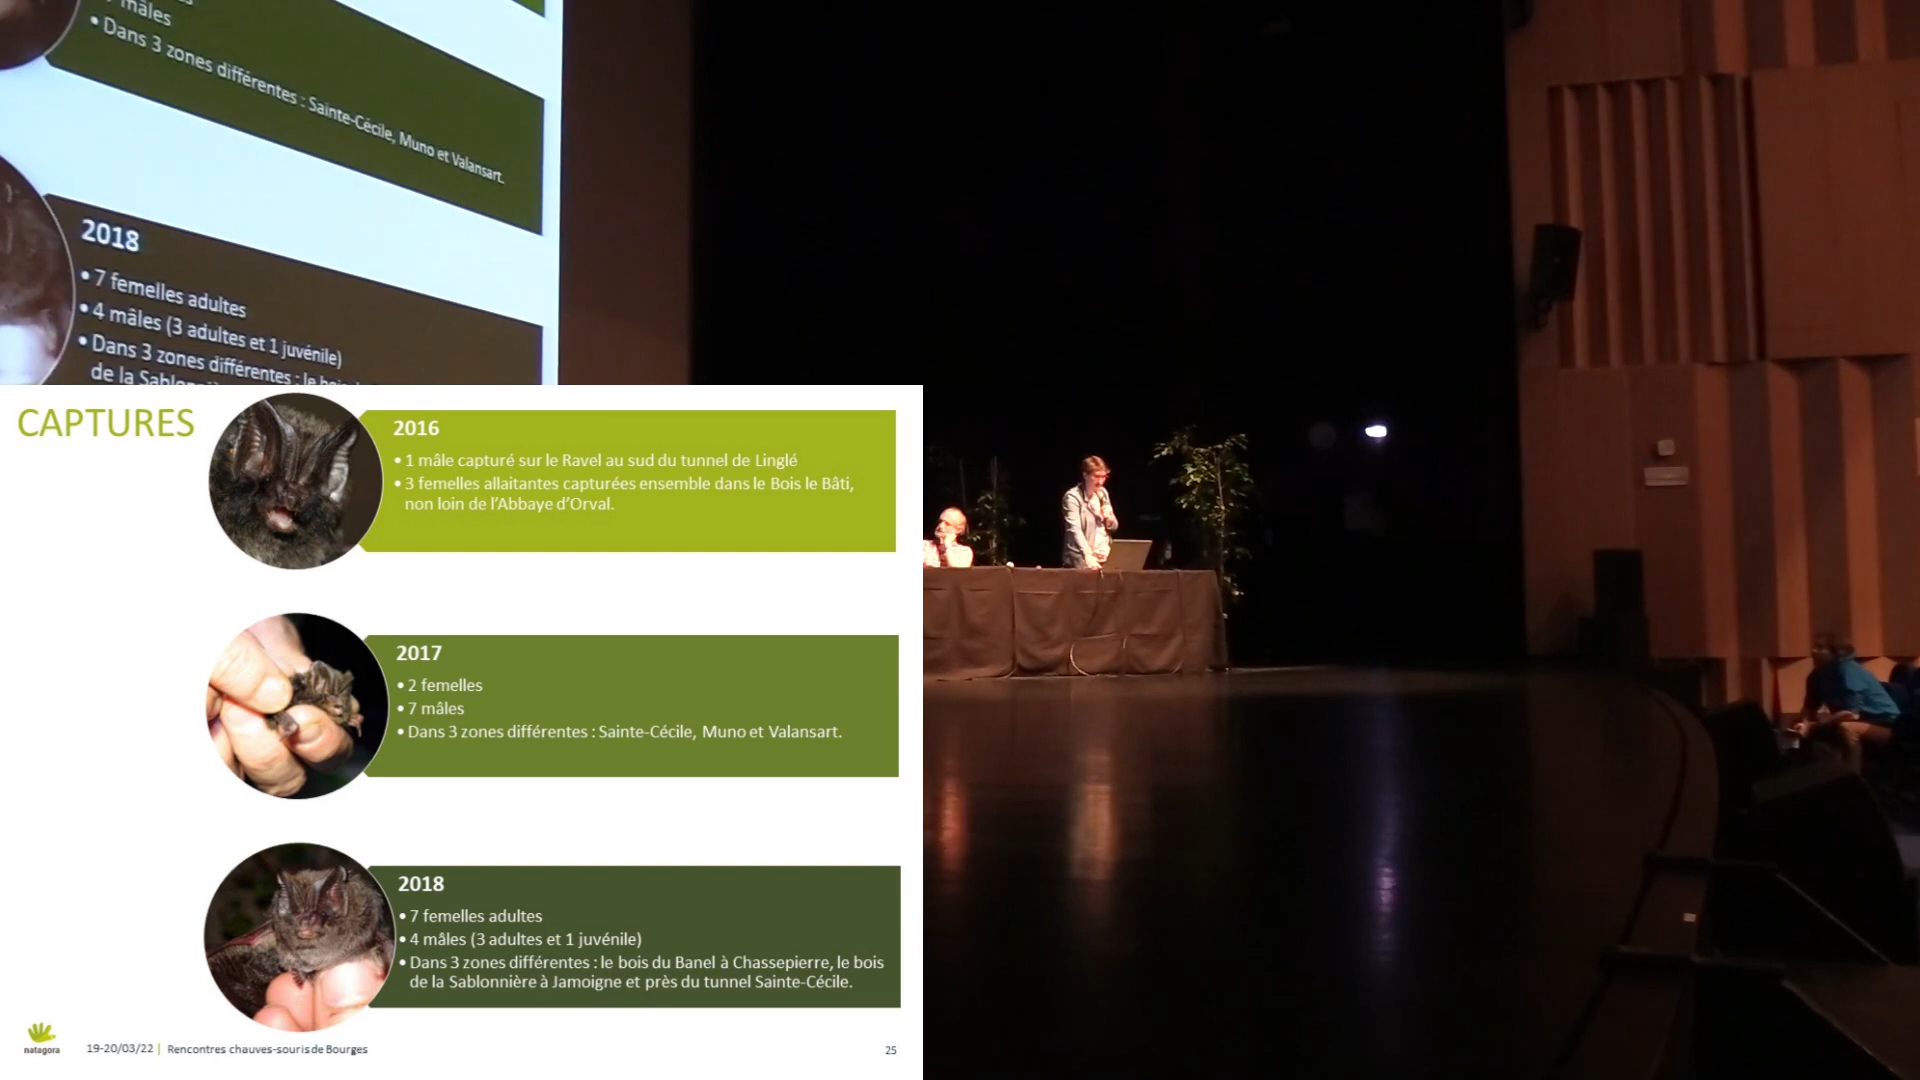 mâles
• Dans 3 zones différentes : Sainte-Cécile, Muno et Valansart.
2018
• 7 femelles adultes
• 4 mâles (3 adultes et 1 juvénile)
• Dans 3 zones différentes : le
de la
CAPTURES
2016
• 1 mâle capturé sur le Ravel au sud du tunnel de Linglé
• 3 femelles allaitantes capturées ensemble dans le Bois le Bâti,
non loin de l'Abbaye d'Orval.
2017
• 2 femelles
• 7 mâles
• Dans 3 zones différentes : Sainte-Cécile, Muno et Valansart.
2018
• 7 femelles adultes
• 4 mâles (3 adultes et 1 juvénile)
• Dans 3 zones différentes : le bois du Banel à Chassepierre, le bois
de la Sablonnière à Jamoigne et près du tunnel Sainte-Cécile.
natagora
19-20/03/22 | Rencontres chauves-souris de Bourges
25